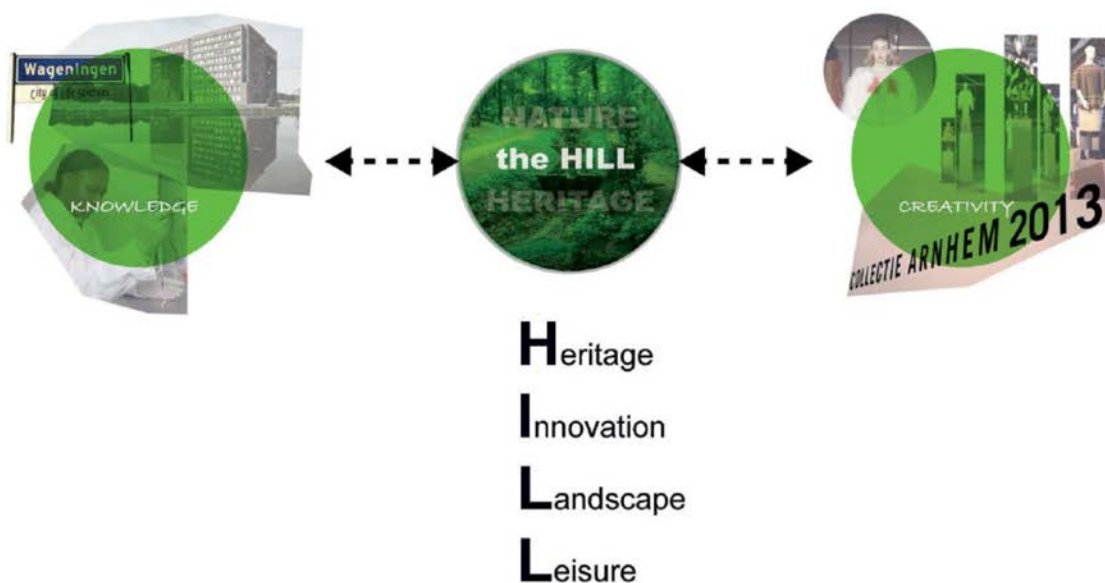 Wageningen
City of life sciences
KNOWLEDGE
NATURE
the HILL
HERITAGE
CREATIVITY
COLLECTIE ARNHEM 2013
Heritage
Innovation
Landscape
Leisure